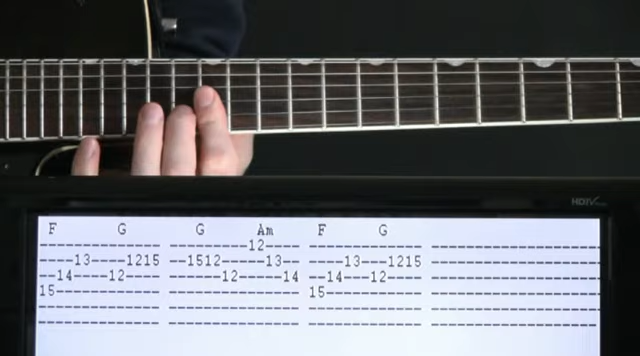 HDTV
F G G Am F G
--------------- -----------12---- --------------- ---------------------
----13----1215 --1512-----13-- ----13----1215 ---------------------
--14----12----- ------12-----14 --14----12----- ---------------------
15------------- ---------------- 15------------- ---------------------
--------------- ---------------- --------------- ---------------------
--------------- ---------------- --------------- ---------------------